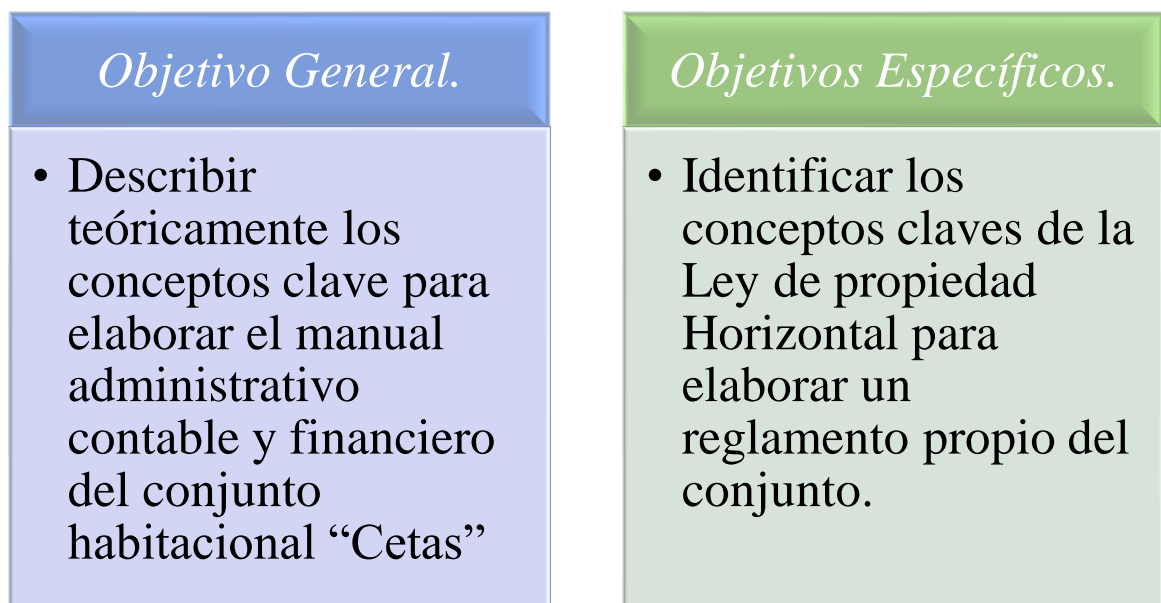 Objetivo General.
• Describir
teóricamente los
conceptos clave para
elaborar el manual
administrativo
contable y financiero
del conjunto
habitacional “Cetas”
Objetivos Específicos.
• Identificar los
conceptos claves de la
Ley de propiedad
Horizontal para
elaborar un
reglamento propio del
conjunto.